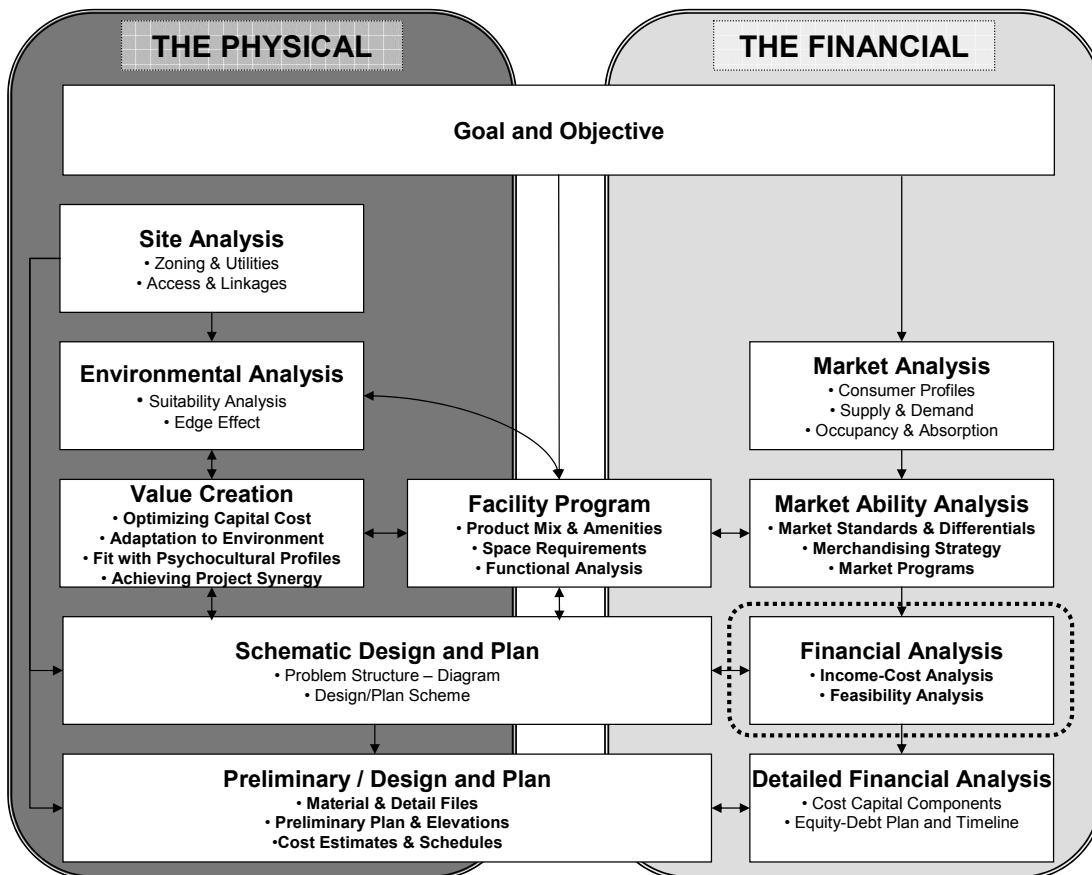 THE PHYSICAL
THE FINANCIAL
Goal and Objective
Site Analysis
• Zoning & Utilities
• Access & Linkages
Environmental Analysis
• Suitability Analysis
• Edge Effect
Market Analysis
• Consumer Profiles
• Supply & Demand
• Occupancy & Absorption
Value Creation
• Optimizing Capital Cost
• Adaptation to Environment
• Fit with Psychocultural Profiles
• Achieving Project Synergy
Facility Program
• Product Mix & Amenities
• Space Requirements
• Functional Analysis
Market Ability Analysis
• Market Standards & Differentials
• Merchandising Strategy
• Market Programs
Schematic Design and Plan
• Problem Structure – Diagram
• Design/Plan Scheme
Financial Analysis
• Income-Cost Analysis
• Feasibility Analysis
Preliminary / Design and Plan
• Material & Detail Files
• Preliminary Plan & Elevations
•Cost Estimates & Schedules
Detailed Financial Analysis
• Cost Capital Components
• Equity-Debt Plan and Timeline